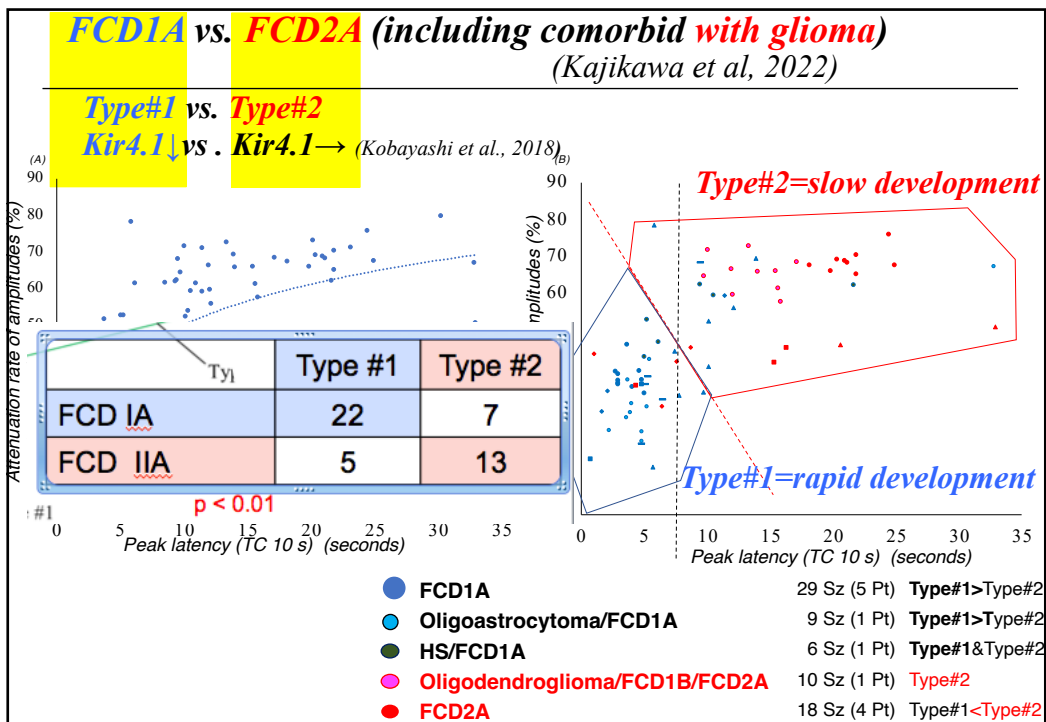 FCD1A vs. FCD2A (including comorbid with glioma)
(Kajikawa et al, 2022)
Type#1 vs. Type#2
Kir4.1↓ vs . Kir4.1→ (Kobayashi et al., 2018)
(A)
90
80
70
60
Attenuation rate of amplitudes (%)
Type #1 Type #2
FCD IA 22 7
FCD IIA 5 13
p < 0.01
#1
0 5 10 15 20 25 30 35
Peak latency (TC 10 s) (seconds)
(B)
90
80
70
60
amplitudes (%)
Type#2=slow development
Type#1=rapid development
10 15 20 25 30 35
Peak latency (TC 10 s) (seconds)
FCD1A 29 Sz (5 Pt) Type#1>Type#2
Oligoastrocytoma/FCD1A 9 Sz (1 Pt) Type#1>Type#2
HS/FCD1A 6 Sz (1 Pt) Type#1&Type#2
Oligodendroglioma/FCD1B/FCD2A 10 Sz (1 Pt) Type#2
FCD2A 18 Sz (4 Pt) Type#1<Type#2